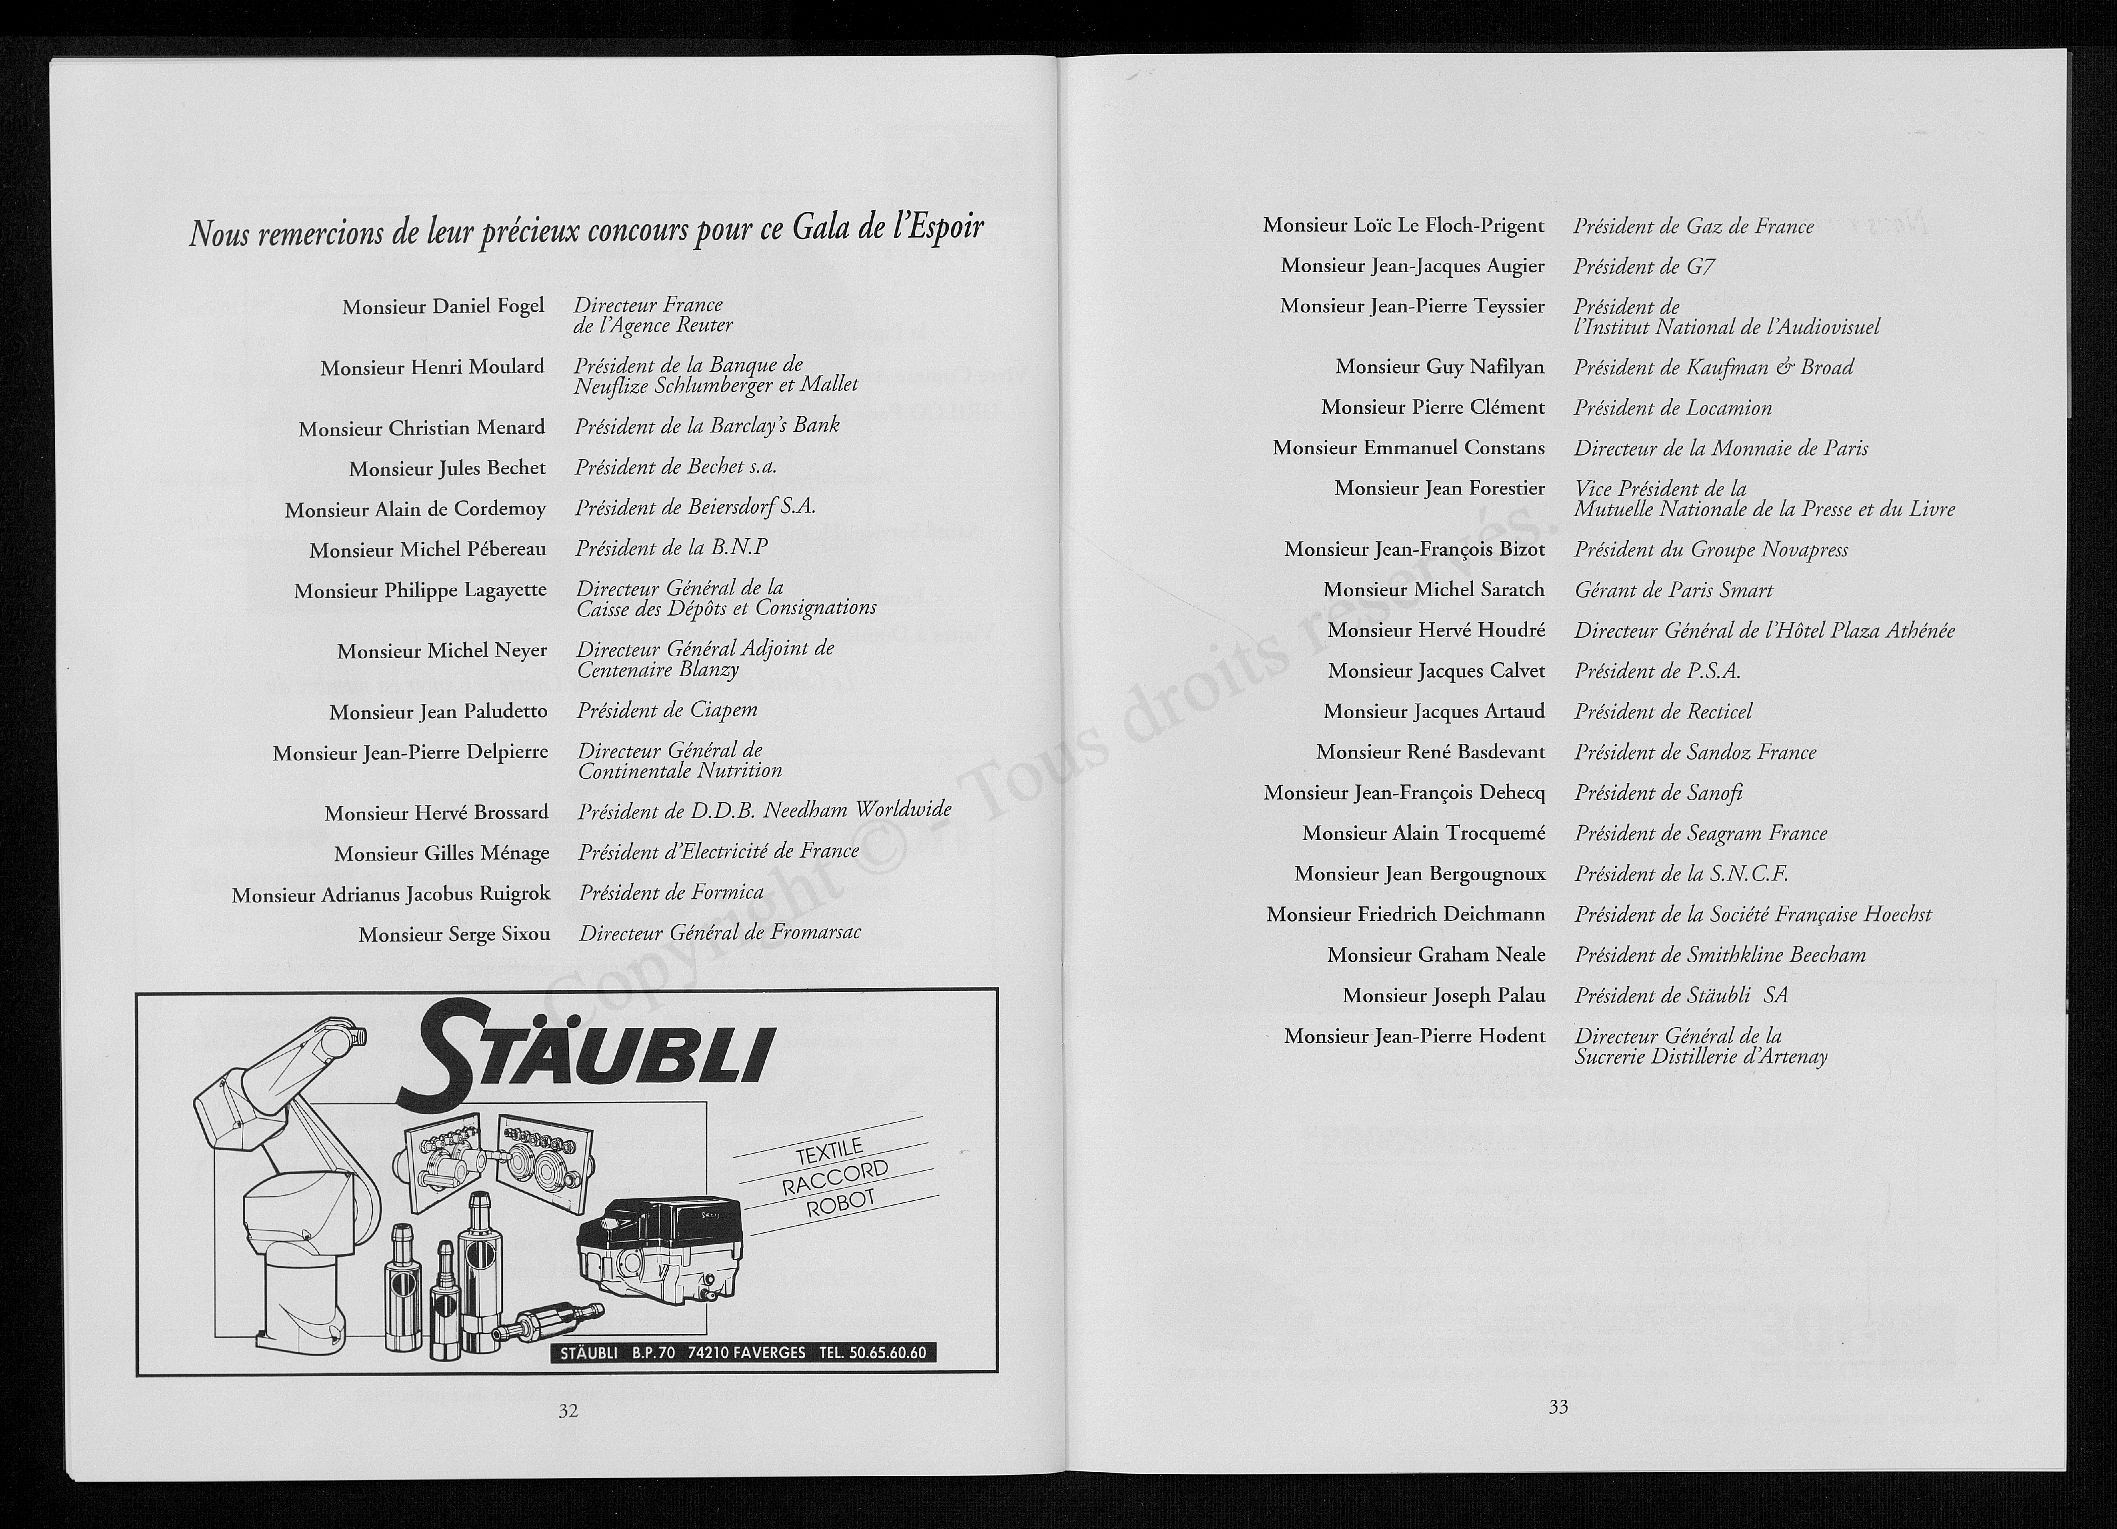 Nous remercions de leur précieux concours pour ce Gala de l'Espoir
Monsieur Daniel Fogel Directeur France
de l'Agence Reuter
Monsieur Henri Moulard Président de la Banque de
Neuflize Schlumberger et Mallet
Monsieur Christian Menard Président de la Barclay's Bank
Monsieur Jules Bechet Président de Bechet s.a.
Monsieur Alain de Cordemoy Président de Beiersdorf S.A.
Monsieur Michel Pébereau Président de la B.N.P
Monsieur Philippe Lagayette Directeur Général de la
Caisse des Dépôts et Consignations
Monsieur Michel Neyer Directeur Général Adjoint de
Centenaire Blanzy
Monsieur Jean Paludetto Président de Ciapem
Monsieur Jean-Pierre Delpierre Directeur Général de
Continentale Nutrition
Monsieur Hervé Brossard Président de D.D.B. Needham Worldwide
Monsieur Gilles Ménage Président d'Electricité de France
Monsieur Adrianus Jacobus Ruigrok Président de Formica
Monsieur Serge Sixou Directeur Général de Fromarsac
STÄUBLI
TEXTILE
RACCORD
ROBOT
STÄUBLI B.P.70 74210 FAVERGES TEL. 50.65.60.60
32
Monsieur Loïc Le Floch-Prigent Président de Gaz de France
Monsieur Jean-Jacques Augier Président de G7
Monsieur Jean-Pierre Teyssier Président de
l'Institut National de l'Audiovisuel
Monsieur Guy Nafilyan Président de Kaufman & Broad
Monsieur Pierre Clément Président de Locamion
Monsieur Emmanuel Constans Directeur de la Monnaie de Paris
Monsieur Jean Forestier Vice Président de la
Mutuelle Nationale de la Presse et du Livre
Monsieur Jean-François Bizot Président du Groupe Novapress
Monsieur Michel Saratch Gérant de Paris Smart
Monsieur Hervé Houdré Directeur Général de l'Hôtel Plaza Athénée
Monsieur Jacques Calvet Président de P.S.A.
Monsieur Jacques Artaud Président de Recticel
Monsieur René Basdevant Président de Sandoz France
Monsieur Jean-François Dehecq Président de Sanofi
Monsieur Alain Trocquemé Président de Seagram France
Monsieur Jean Bergougnoux Président de la S.N.C.F.
Monsieur Friedrich Deichmann Président de la Société Française Hoechst
Monsieur Graham Neale Président de Smithkline Beecham
Monsieur Joseph Palau Président de Stäubli SA
Monsieur Jean-Pierre Hodent Directeur Général de la
Sucrerie Distillerie d'Artenay
33
Copyright © - Tous droits réservés.